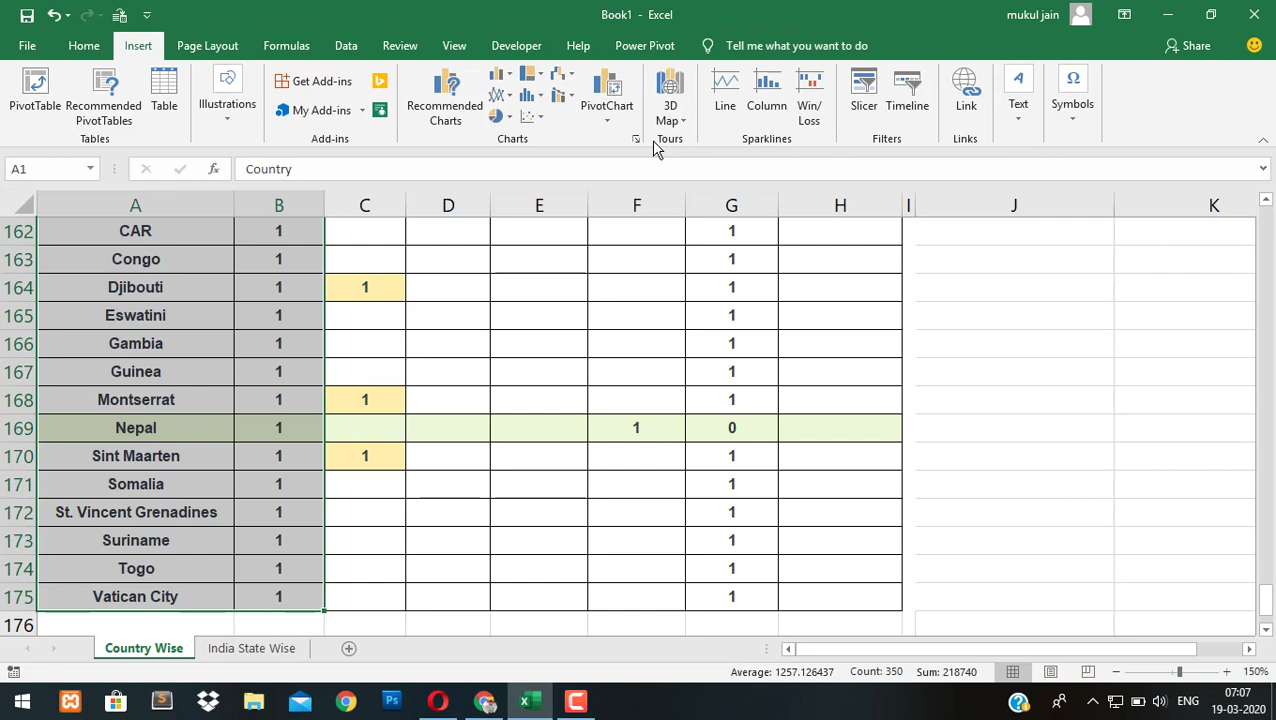 Book1 - Excel
mukul jain
File Home Insert Page Layout Formulas Data Review View Developer Help Power Pivot Tell me what you want to do Share
PivotTable
Recommended PivotTables
Table
Tables
Illustrations
Get Add-ins
My Add-ins
Add-ins
Recommended Charts
PivotChart
Charts
3D Map
Tours
Line
Column
Win/ Loss
Sparklines
Slicer
Timeline
Filters
Link
Links
Text
Symbols
A1 fx Country
A B C D E F G H I J K
162 CAR 1 1
163 Congo 1 1
164 Djibouti 1 1 1
165 Eswatini 1 1
166 Gambia 1 1
167 Guinea 1 1
168 Montserrat 1 1 1
169 Nepal 1 1 0
170 Sint Maarten 1 1 1
171 Somalia 1 1
172 St. Vincent Grenadines 1 1
173 Suriname 1 1
174 Togo 1 1
175 Vatican City 1 1
176
Country Wise India State Wise
Average: 1257.126437 Count: 350 Sum: 218740 150%
Ps ENG 07:07
19-03-2020